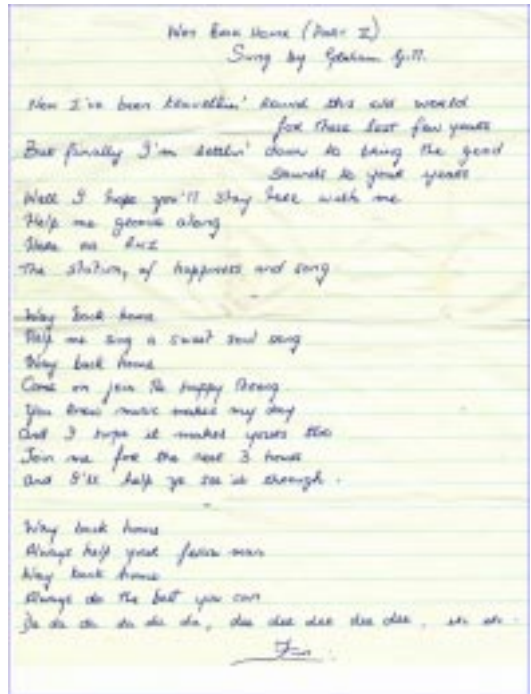 Way Back Home (Part 2)
Sung by Graham Gill.
Now I've been travellin' round this old world
for these last few years
But finally I'm settlin' down to bring the good
sounds to your years
Well I hope you'll stay here with me
Help me groove along
Here on RNI
The station, of happiness and song
Way back home
Help me sing a sweet soul song
Way back home
Come on join the happy throng
You know music makes my day
And I hope it makes yours too
Join me for the next 3 hours
and I'll help ya see it through.
Way back home
Always help your fellow man
Way back home
Always do the best you can
Da da da da da da, dee dee dee dee dee, uh uh.